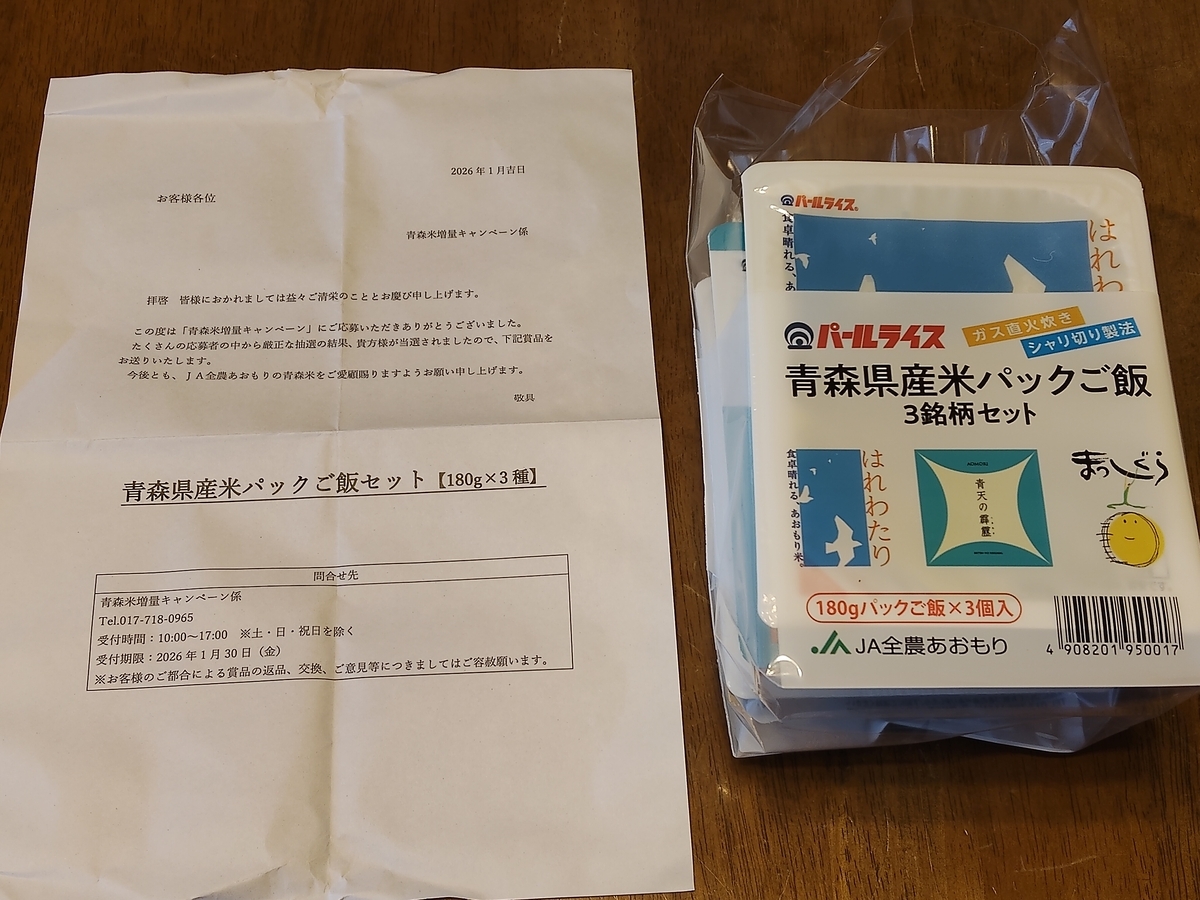 2026年1月吉日
お客様各位
青森米増量キャンペーン係
拝啓　皆様におかれましては益々ご清栄のこととお慶び申し上げます。
この度は「青森米増量キャンペーン」にご応募いただきありがとうございました。
たくさんの応募者の中から厳正な抽選の結果、貴方様が当選されましたので、下記賞品を
お送りいたします。
今後とも、ＪＡ全農あおもりの青森米をご愛顧賜りますようお願い申し上げます。
敬具
青森県産米パックご飯セット【180g×3種】
問合せ先
青森米増量キャンペーン係
Tel.017-718-0965
受付時間：10:00～17:00　※土・日・祝日を除く
受付期限：2026年1月30日（金）
※お客様のご都合による賞品の返品、交換、ご意見等につきましてはご容赦願います。
パールライス®
食卓晴れる、あ
はれわ
パールライス
ガス直火炊き
シャリ切り製法
青森県産米パックご飯
3銘柄セット
食卓晴れる、あおもり米。
はれわたり
AOMORI
青天の霹靂
まっしぐら
180gパックご飯×3個入
JA全農あおもり
4 908201 950017